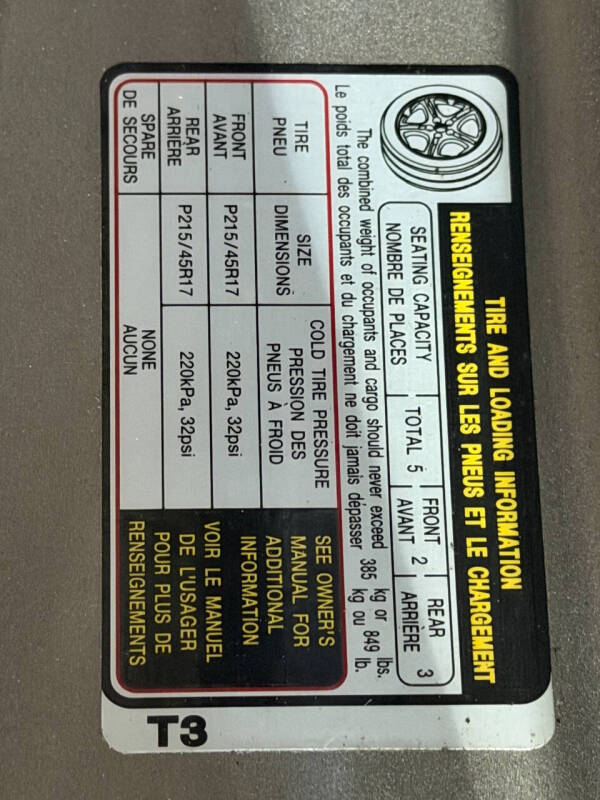 TIRE AND LOADING INFORMATION
RENSEIGNEMENTS SUR LES PNEUS ET LE CHARGEMENT
SEATING CAPACITY
NOMBRE DE PLACES
TOTAL 5
FRONT
AVANT 2
REAR
ARRIÈRE 3
The combined weight of occupants and cargo should never exceed 385 kg or 849 lbs.
Le poids total des occupants et du chargement ne doit jamais dépasser kg ou 849 lb.
TIRE
PNEU
SIZE
DIMENSIONS
COLD TIRE PRESSURE
PRESSION DES
PNEUS À FROID
FRONT
AVANT
P215/45R17
220kPa, 32psi
REAR
ARRIÈRE
P215/45R17
220kPa, 32psi
SPARE
DE SECOURS
NONE
AUCUN
SEE OWNER'S
MANUAL FOR
ADDITIONAL
INFORMATION
VOIR LE MANUEL
DE L'USAGER
POUR PLUS DE
RENSEIGNEMENTS
T3